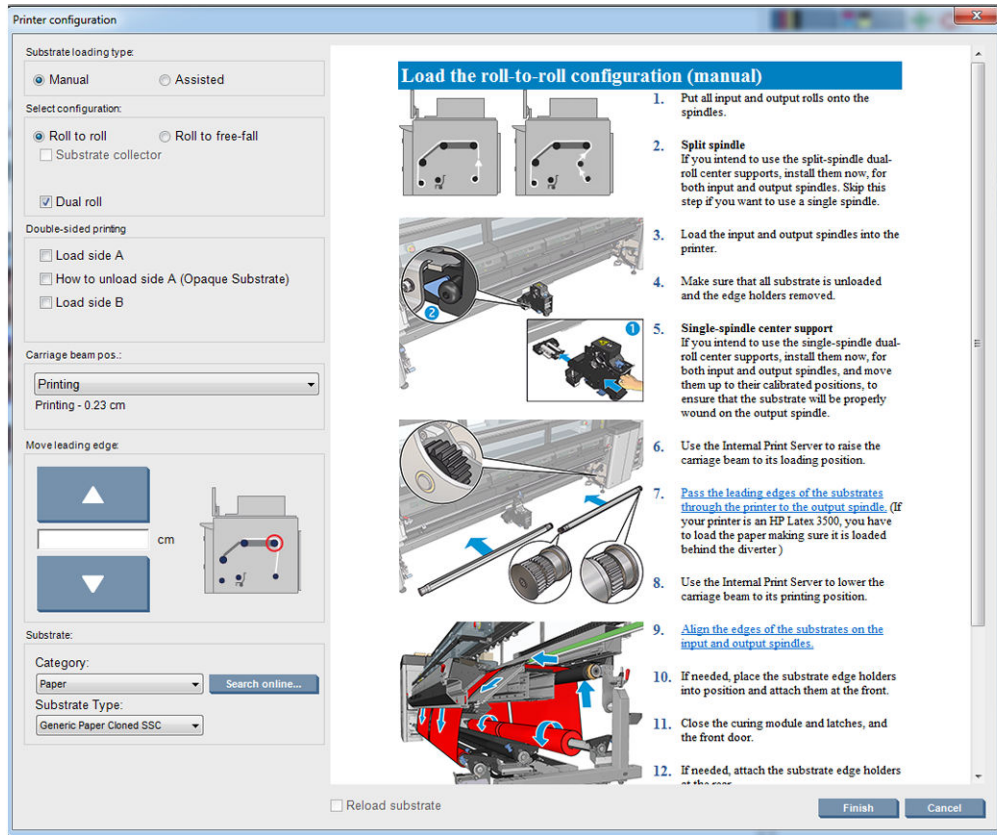 Printer configuration
Substrate loading type:
Manual
Assisted
Select configuration:
Roll to roll
Roll to free-fall
Substrate collector
Dual roll
Double-sided printing
Load side A
How to unload side A (Opaque Substrate)
Load side B
Carriage beam pos.:
Printing
Printing - 0.23 cm
Move leading edge:
cm
Substrate:
Category:
Paper
Search online...
Substrate Type:
Generic Paper Cloned SSC
Load the roll-to-roll configuration (manual)
1. Put all input and output rolls onto the
spindles.
2. Split spindle
If you intend to use the split-spindle dual-
roll center supports, install them now, for
both input and output spindles. Skip this
step if you want to use a single spindle.
3. Load the input and output spindles into the
printer.
4. Make sure that all substrate is unloaded
and the edge holders removed.
2
1
5. Single-spindle center support
If you intend to use the single-spindle dual-
roll center supports, install them now, for
both input and output spindles, and move
them up to their calibrated positions, to
ensure that the substrate will be properly
wound on the output spindle.
6. Use the Internal Print Server to raise the
carriage beam to its loading position.
7. Pass the leading edges of the substrates
through the printer to the output spindle. (If
your printer is an HP Latex 3500, you have
to load the paper making sure it is loaded
behind the diverter )
8. Use the Internal Print Server to lower the
carriage beam to its printing position.
9. Align the edges of the substrates on the
input and output spindles.
10. If needed, place the substrate edge holders
into position and attach them at the front.
11. Close the curing module and latches, and
the front door.
12. If needed, attach the substrate edge holders
at the rear.
Reload substrate
Finish
Cancel